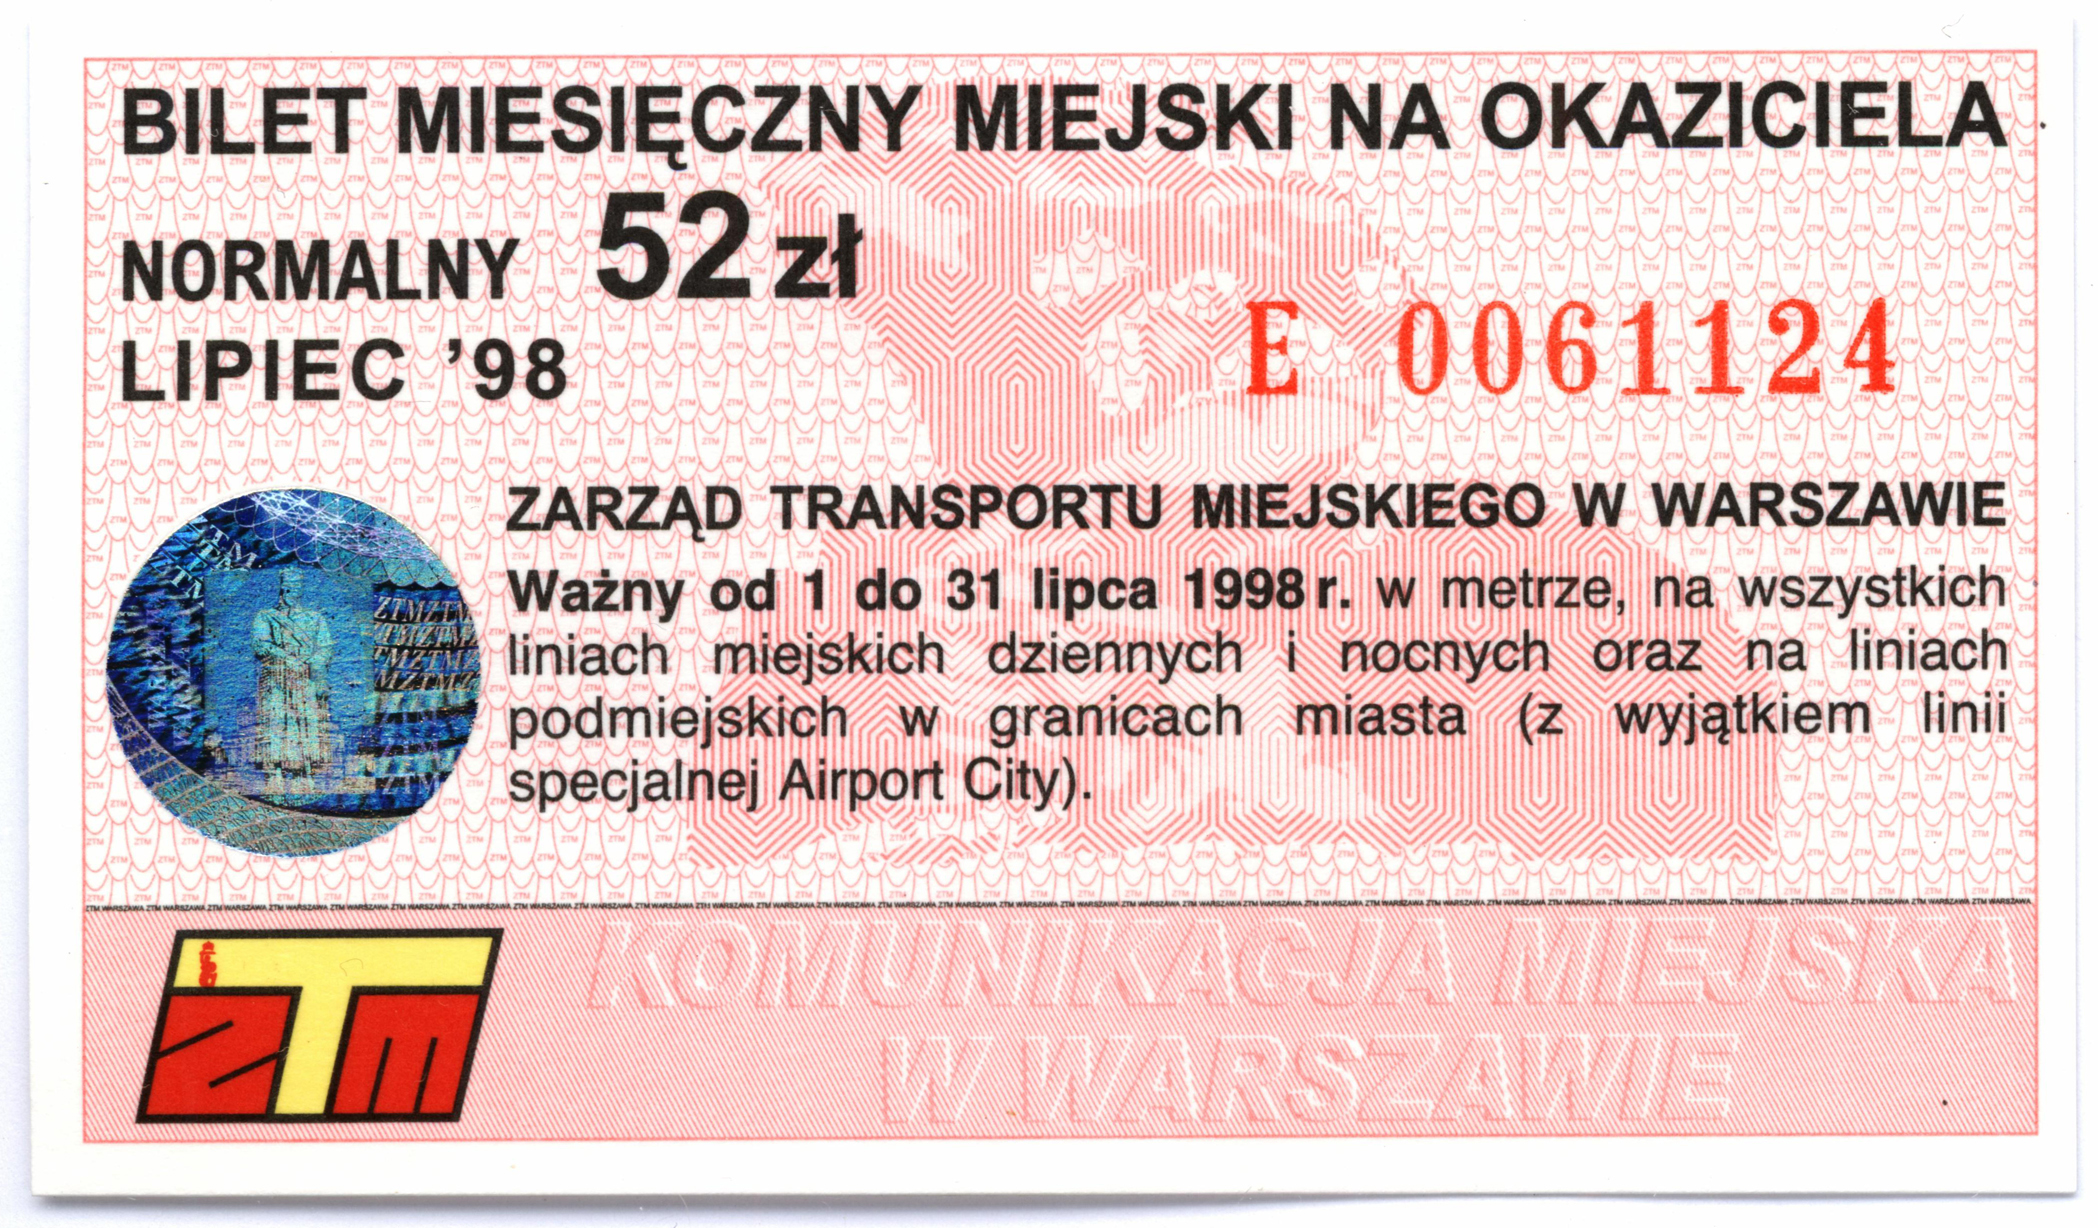 BILET MIESIĘCZNY MIEJSKI NA OKAZICIELA
NORMALNY 52 zł
LIPIEC ’98
E 0061124
ZARZĄD TRANSPORTU MIEJSKIEGO W WARSZAWIE
Ważny od 1 do 31 lipca 1998 r. w metrze, na wszystkich
liniach miejskich dziennych i nocnych oraz na liniach
podmiejskich w granicach miasta (z wyjątkiem linii
specjalnej Airport City).
KOMUNIKACJA MIEJSKA
W WARSZAWIE
ZTM